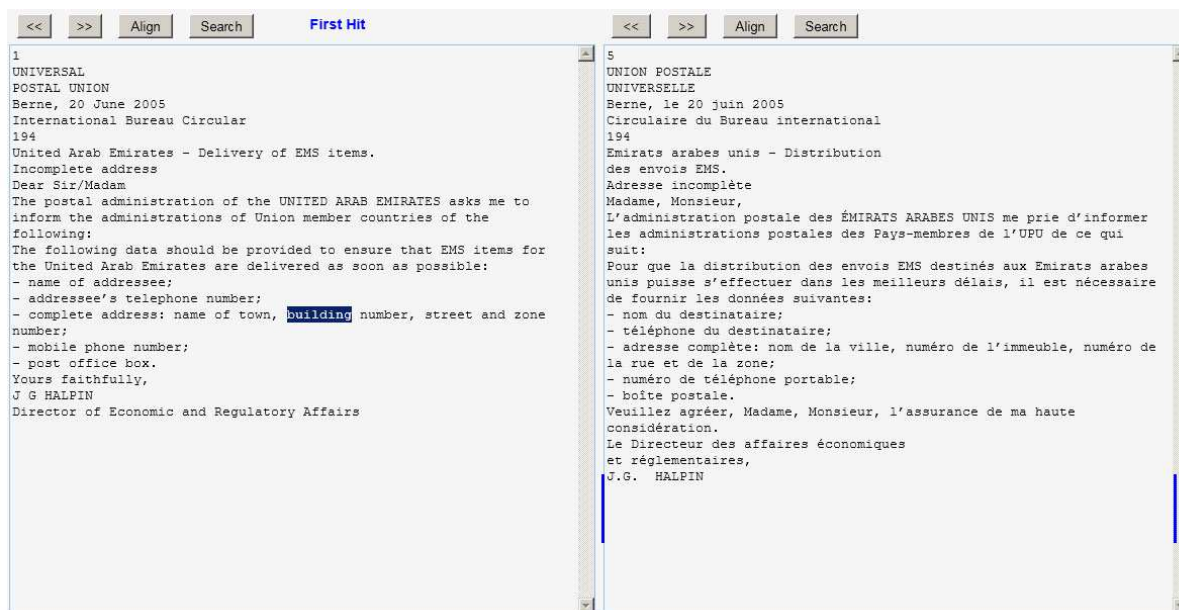 << >> Align Search First Hit
1
UNIVERSAL
POSTAL UNION
Berne, 20 June 2005
International Bureau Circular
194
United Arab Emirates - Delivery of EMS items.
Incomplete address
Dear Sir/Madam
The postal administration of the UNITED ARAB EMIRATES asks me to
inform the administrations of Union member countries of the
following:
The following data should be provided to ensure that EMS items for
the United Arab Emirates are delivered as soon as possible:
- name of addressee;
- addressee's telephone number;
- complete address: name of town, building number, street and zone
number;
- mobile phone number;
- post office box.
Yours faithfully,
J G HALPIN
Director of Economic and Regulatory Affairs
<< >> Align Search
5
UNION POSTALE
UNIVERSELLE
Berne, le 20 juin 2005
Circulaire du Bureau international
194
Emirats arabes unis - Distribution
des envois EMS.
Adresse incomplète
Madame, Monsieur,
L'administration postale des ÉMIRATS ARABES UNIS me prie d'informer
les administrations postales des Pays-membres de l'UPU de ce qui
suit:
Pour que la distribution des envois EMS destinés aux Emirats arabes
unis puisse s'effectuer dans les meilleurs délais, il est nécessaire
de fournir les données suivantes:
- nom du destinataire;
- téléphone du destinataire;
- adresse complète: nom de la ville, numéro de l'immeuble, numéro de
la rue et de la zone;
- numéro de téléphone portable;
- boîte postale.
Veuillez agréer, Madame, Monsieur, l'assurance de ma haute
considération.
Le Directeur des affaires économiques
et réglementaires,
J.G. HALPIN